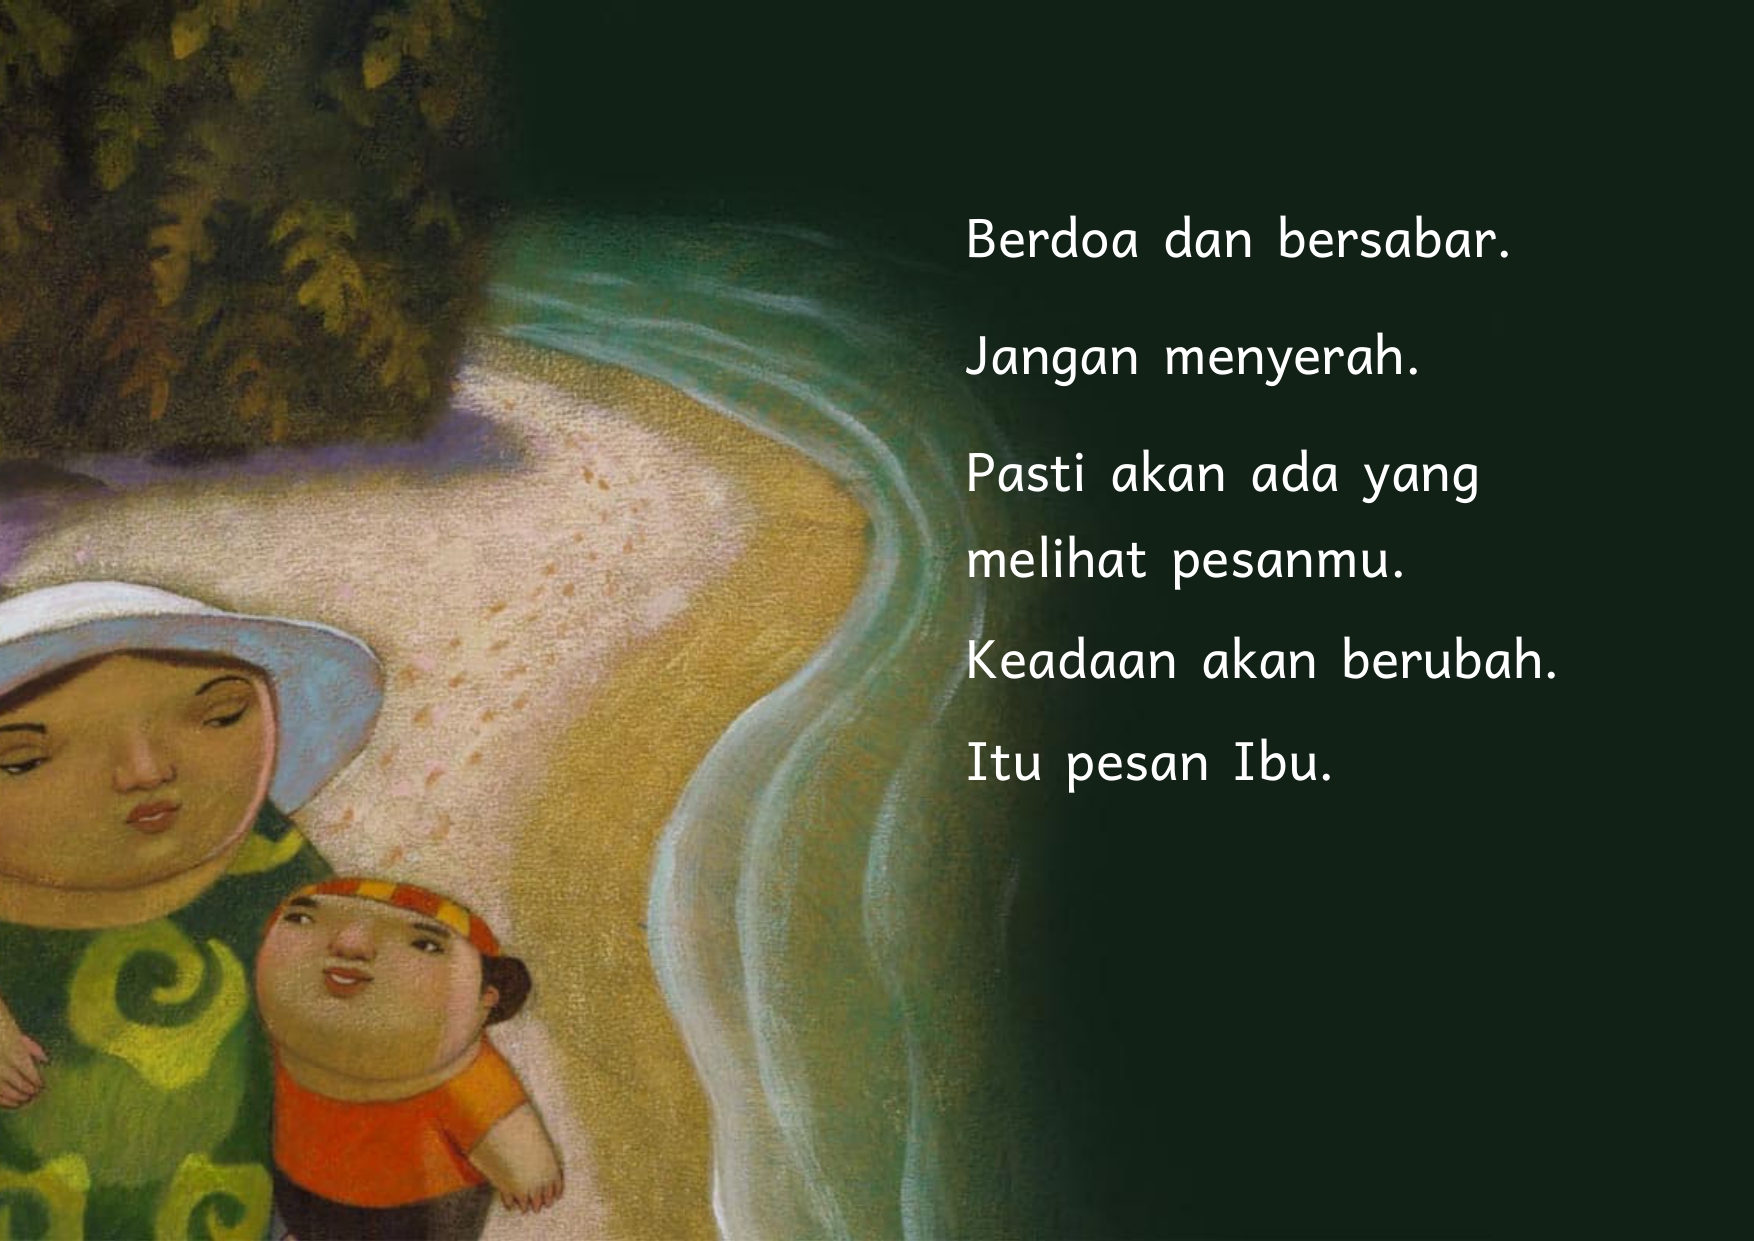 Berdoa dan bersabar.
Jangan menyerah.
Pasti akan ada yang
melihat pesanmu.
Keadaan akan berubah.
Itu pesan Ibu.